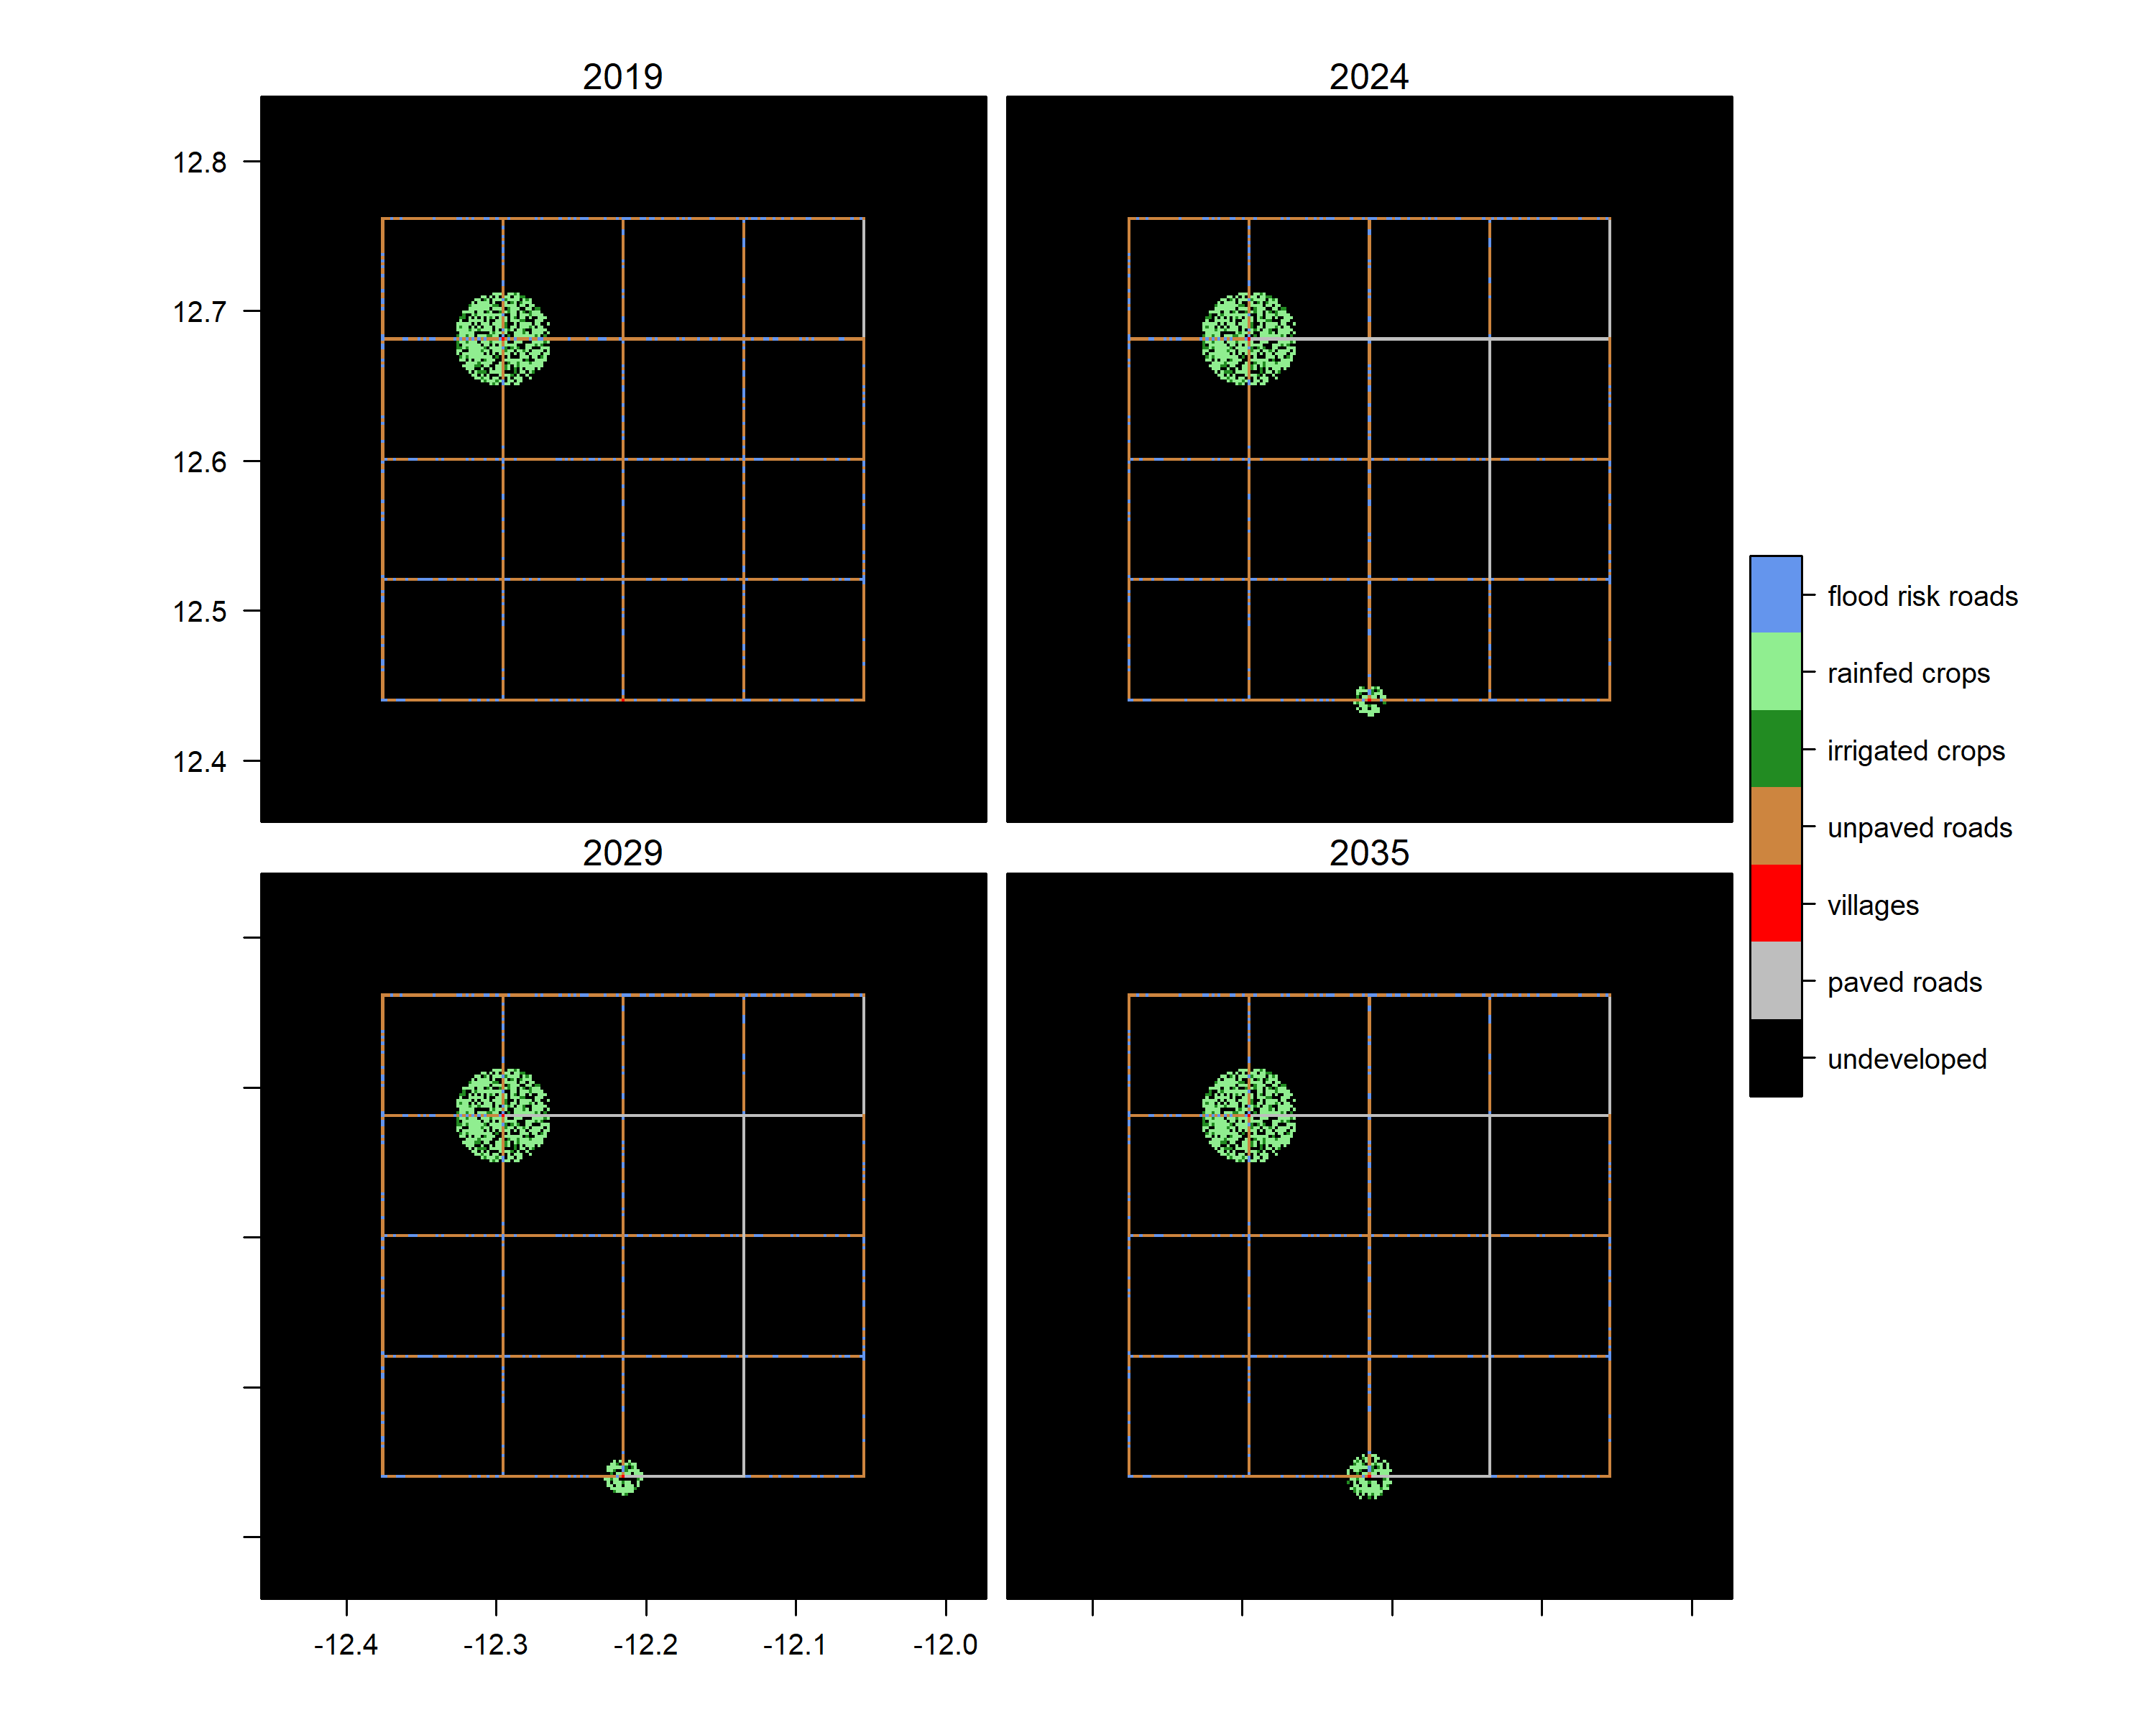 2019
2024
12.8
12.7
12.6
12.5
12.4
flood risk roads
rainfed crops
irrigated crops
unpaved roads
villages
paved roads
undeveloped
2029
2035
-12.4
-12.3
-12.2
-12.1
-12.0